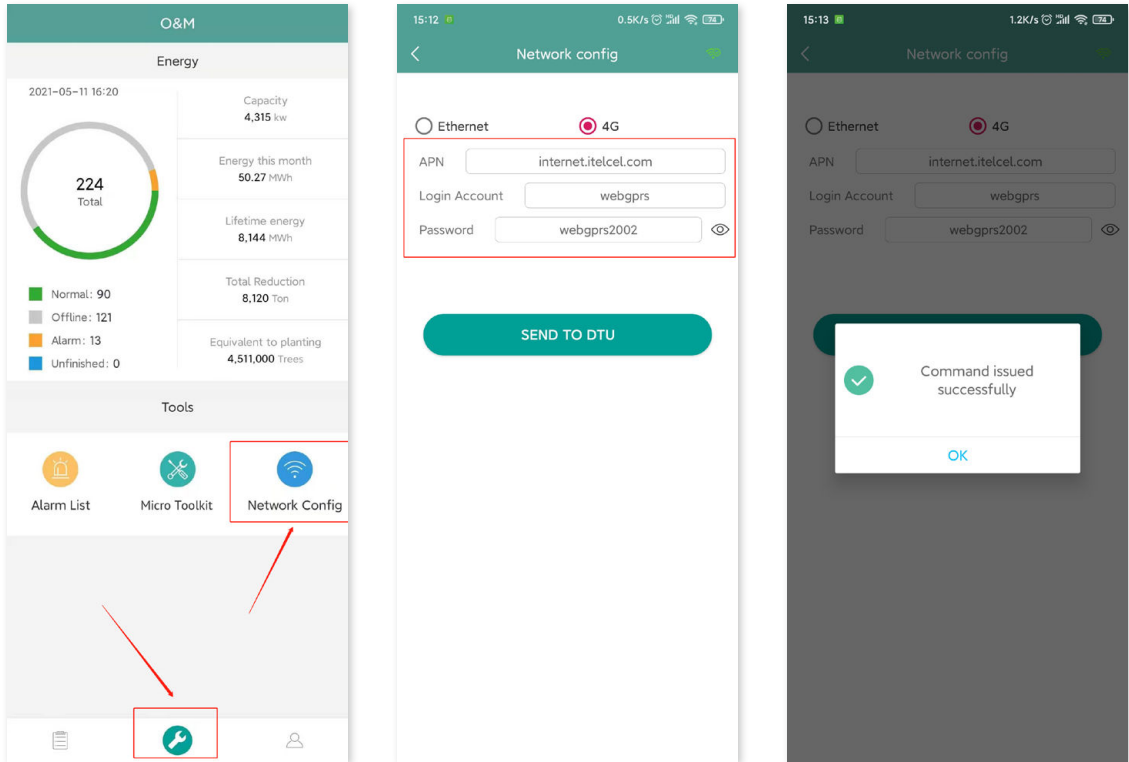 O&M
Energy
2021-05-11 16:20
224
Total
Normal: 90
Offline: 121
Alarm: 13
Unfinished: 0
Capacity
4,315 kw
Energy this month
50.27 MWh
Lifetime energy
8,144 MWh
Total Reduction
8,120 Ton
Equivalent to planting
4,511,000 Trees
Tools
Alarm List
Micro Toolkit
Network Config
15:12
0.5K/s HD 74
Network config
Ethernet
4G
APN internet.itelcel.com
Login Account webgprs
Password webgprs2002
SEND TO DTU
15:13
1.2K/s HD 74
Network config
Ethernet
4G
APN internet.itelcel.com
Login Account webgprs
Password webgprs2002
Command issued
successfully
OK